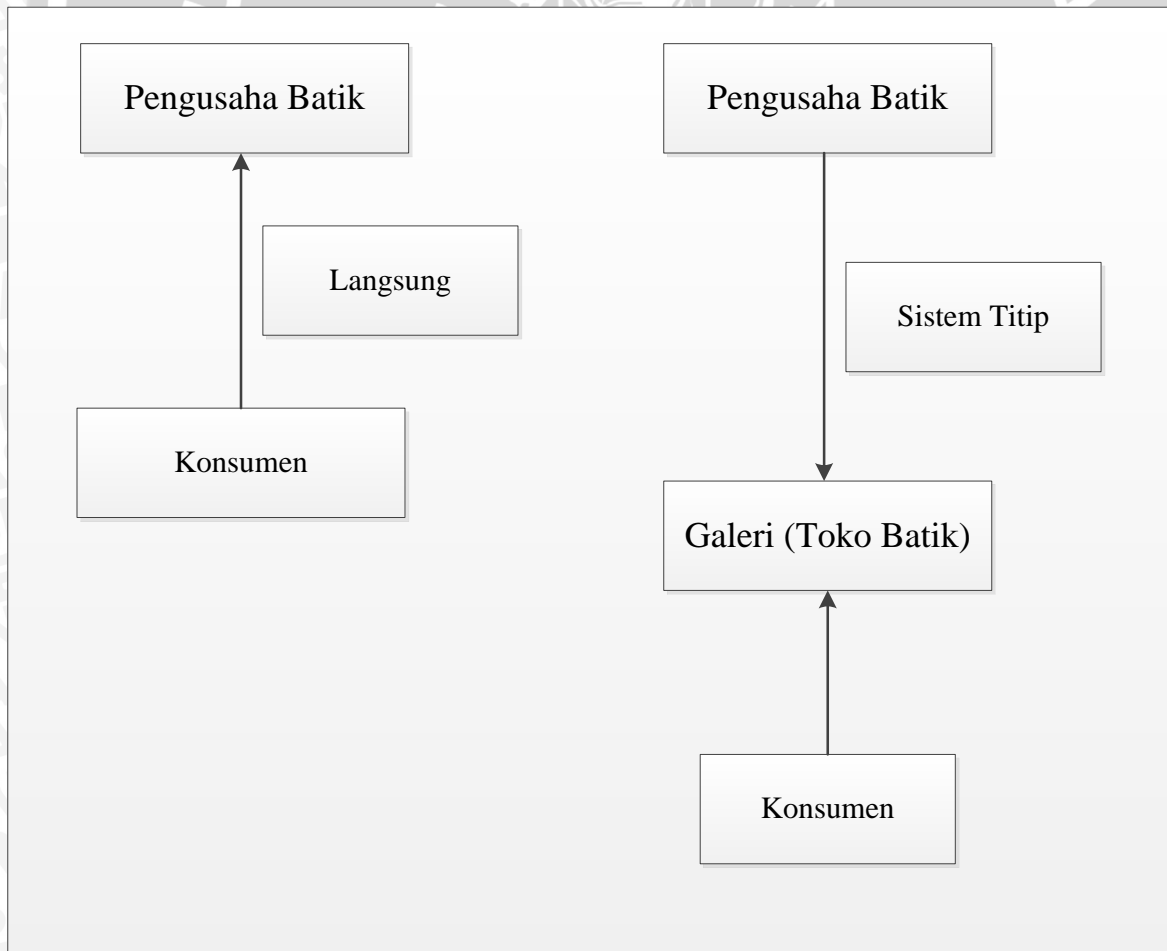 Pengusaha Batik
Langsung
Konsumen
Pengusaha Batik
Sistem Titip
Galeri (Toko Batik)
Konsumen